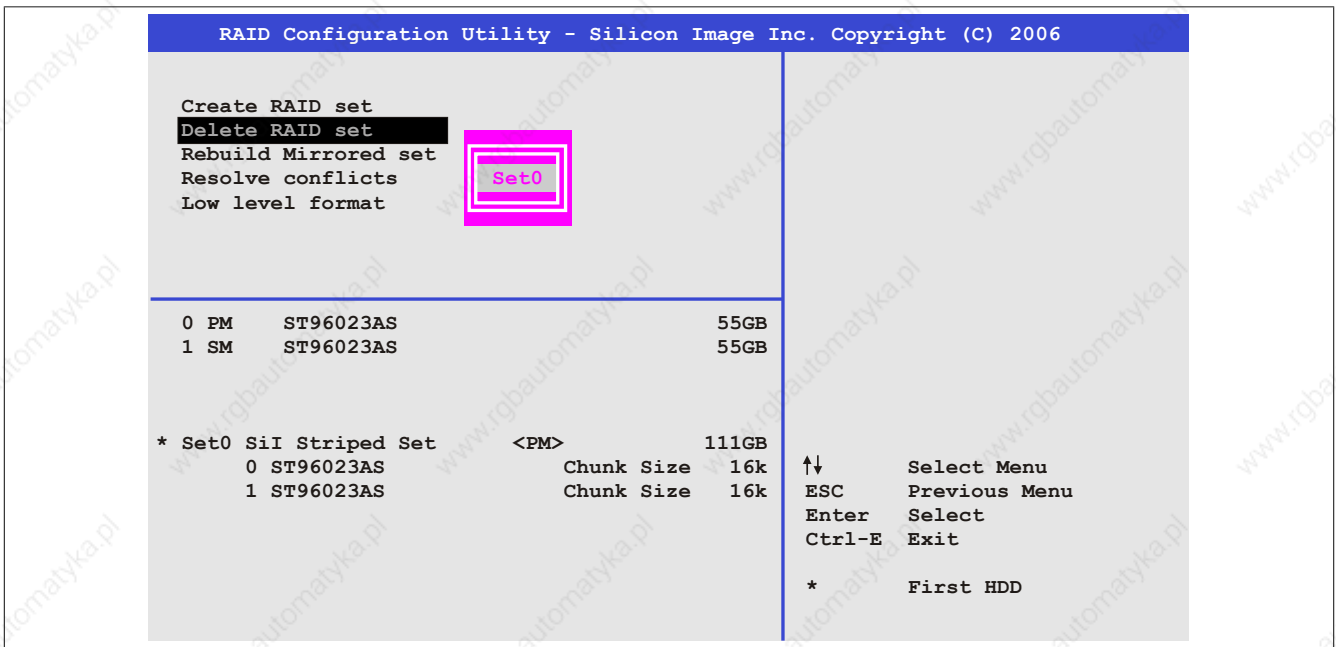 RAID Configuration Utility - Silicon Image Inc. Copyright (C) 2006
Create RAID set
Delete RAID set
Rebuild Mirrored set
Resolve conflicts
Low level format
Set0
0 PM ST96023AS 55GB
1 SM ST96023AS 55GB
* Set0 SiI Striped Set <PM> 111GB
0 ST96023AS Chunk Size 16k
1 ST96023AS Chunk Size 16k
↑↓ Select Menu
ESC Previous Menu
Enter Select
Ctrl-E Exit
* First HDD
www.rgbautomatyka.pl